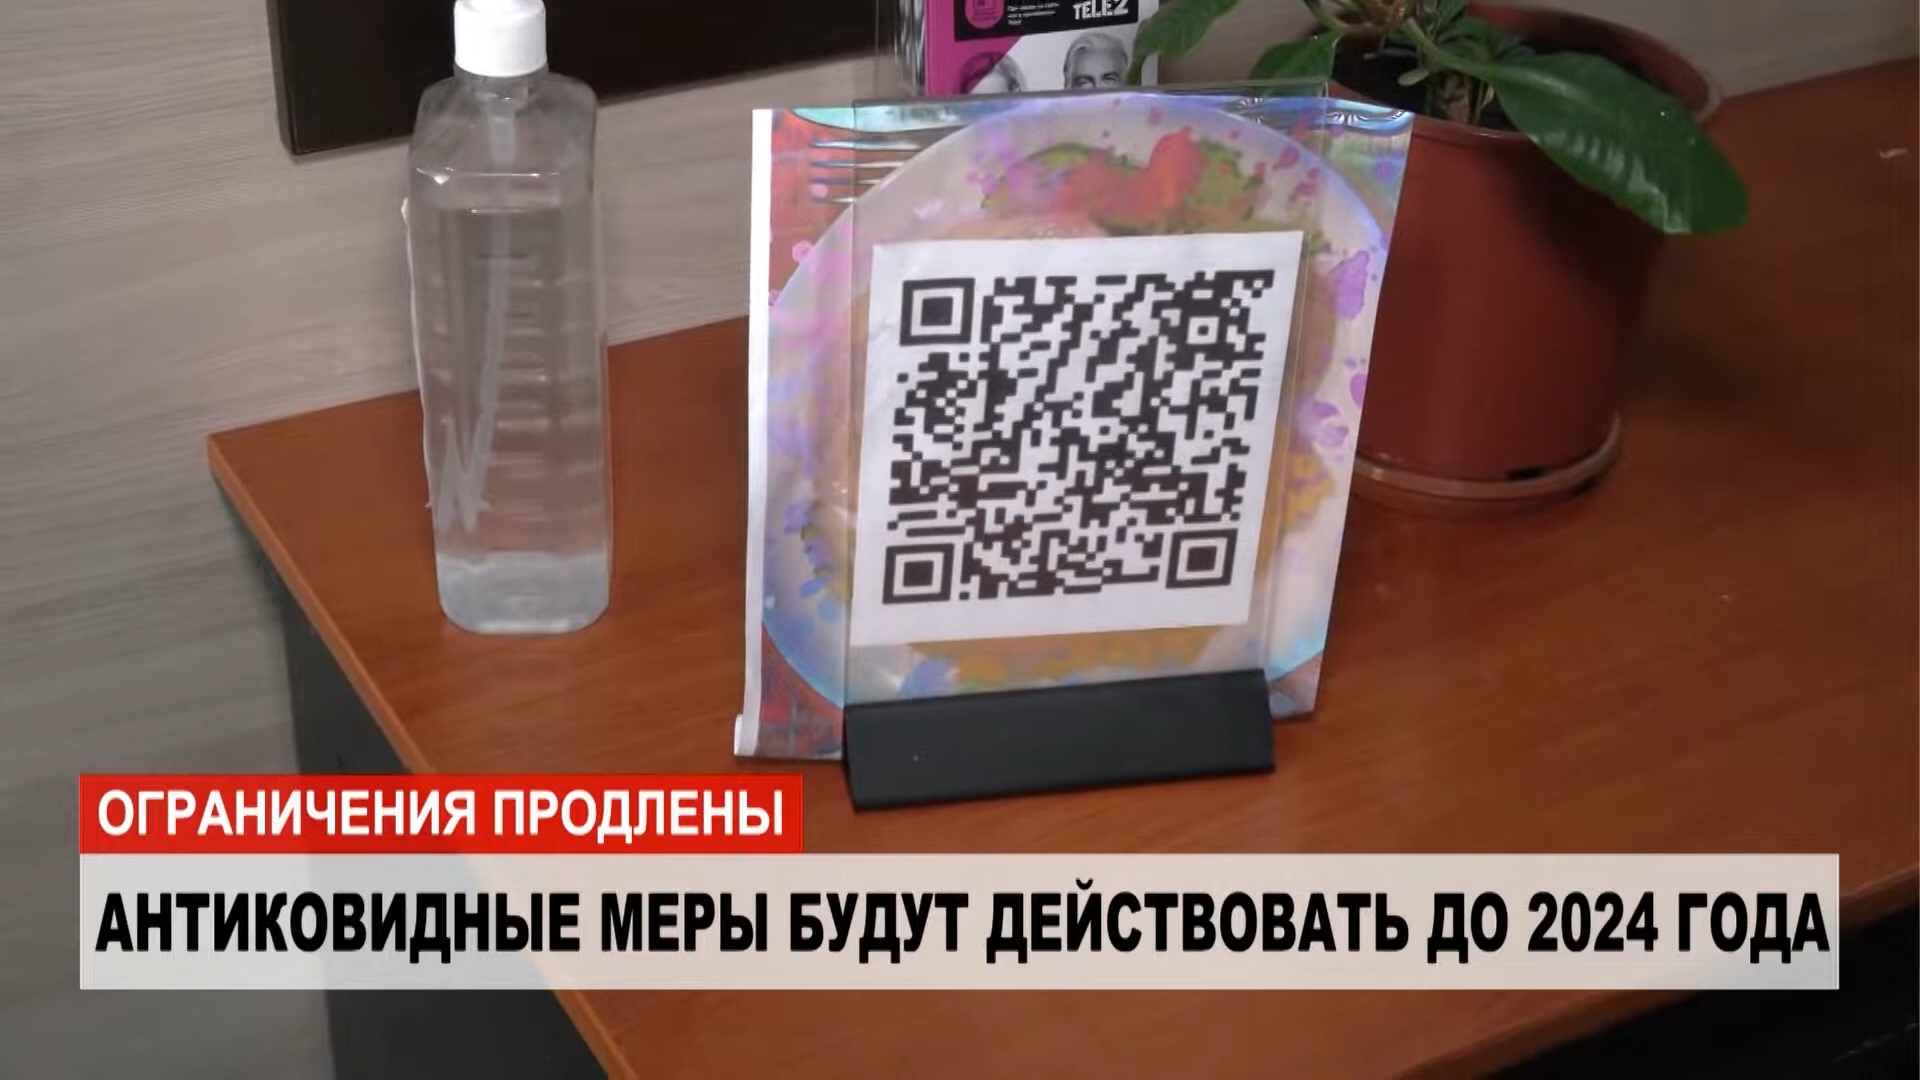 TELE2
ОГРАНИЧЕНИЯ ПРОДЛЕНЫ
АНТИКОВИДНЫЕ МЕРЫ БУДУТ ДЕЙСТВОВАТЬ ДО 2024 ГОДА